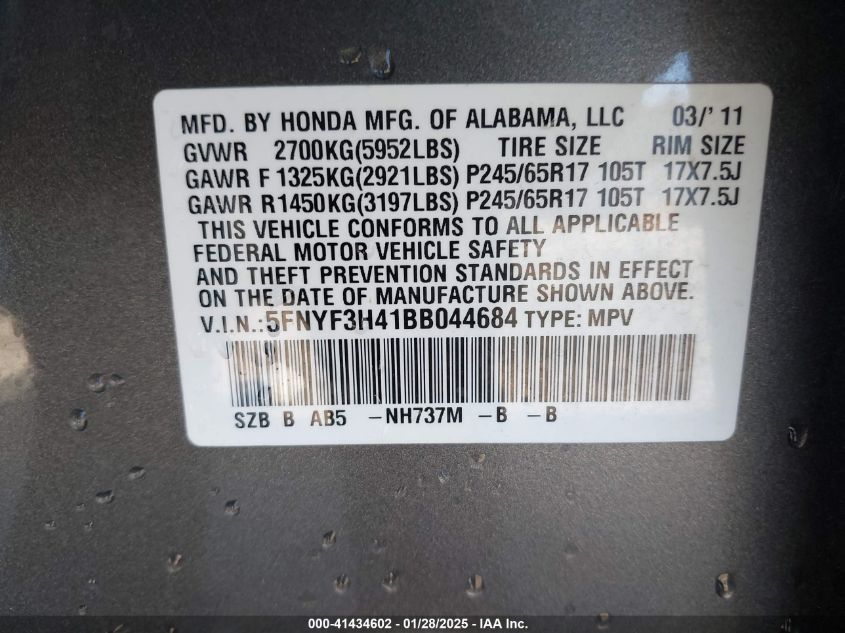 MFD. BY HONDA MFG. OF ALABAMA, LLC 03/'11
GVWR 2700KG(5952LBS) TIRE SIZE RIM SIZE
GAWR F 1325KG(2921LBS) P245/65R17 105T 17X7.5J
GAWR R1450KG(3197LBS) P245/65R17 105T 17X7.5J
THIS VEHICLE CONFORMS TO ALL APPLICABLE
FEDERAL MOTOR VEHICLE SAFETY
AND THEFT PREVENTION STANDARDS IN EFFECT
ON THE DATE OF MANUFACTURE SHOWN ABOVE.
V.I.N.:5FNYF3H41BB044684 TYPE: MPV
SZB B AB5 -NH737M -B -B
000-41434602 - 01/28/2025 - IAA Inc.